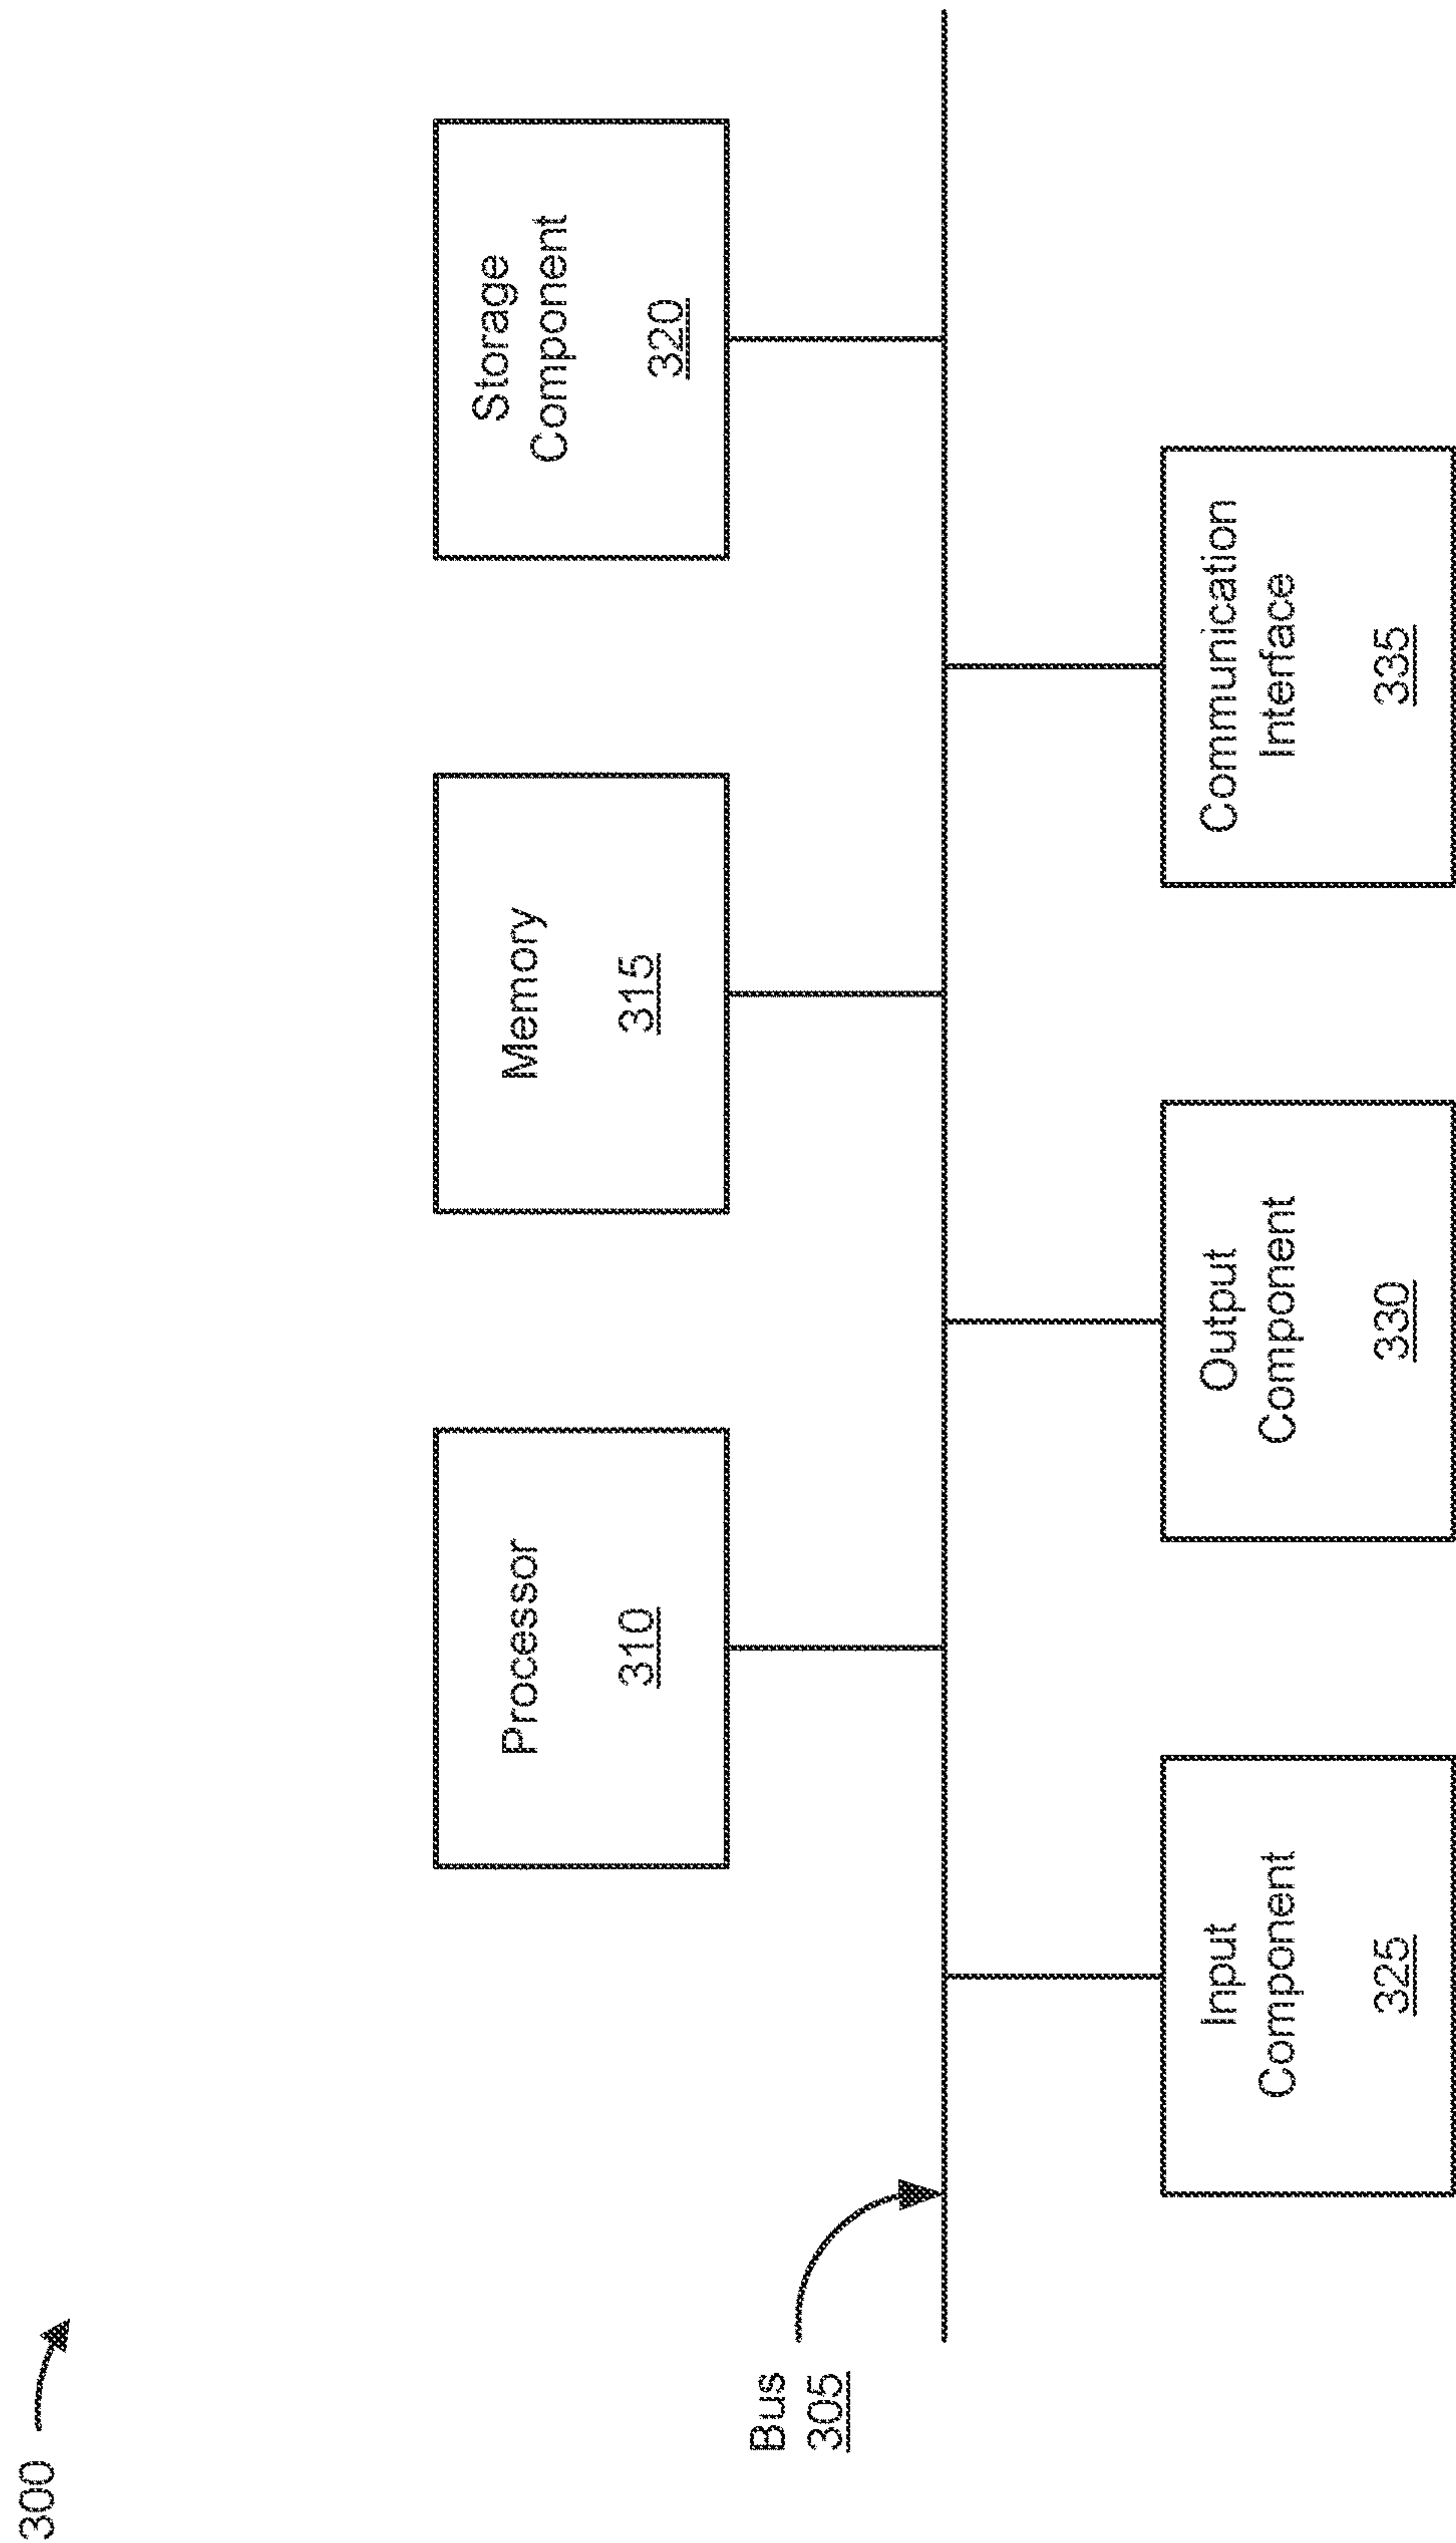 300
Processor
310
Memory
315
Storage
Component
320
Bus
305
Input
Component
325
Output
Component
330
Communication
Interface
335